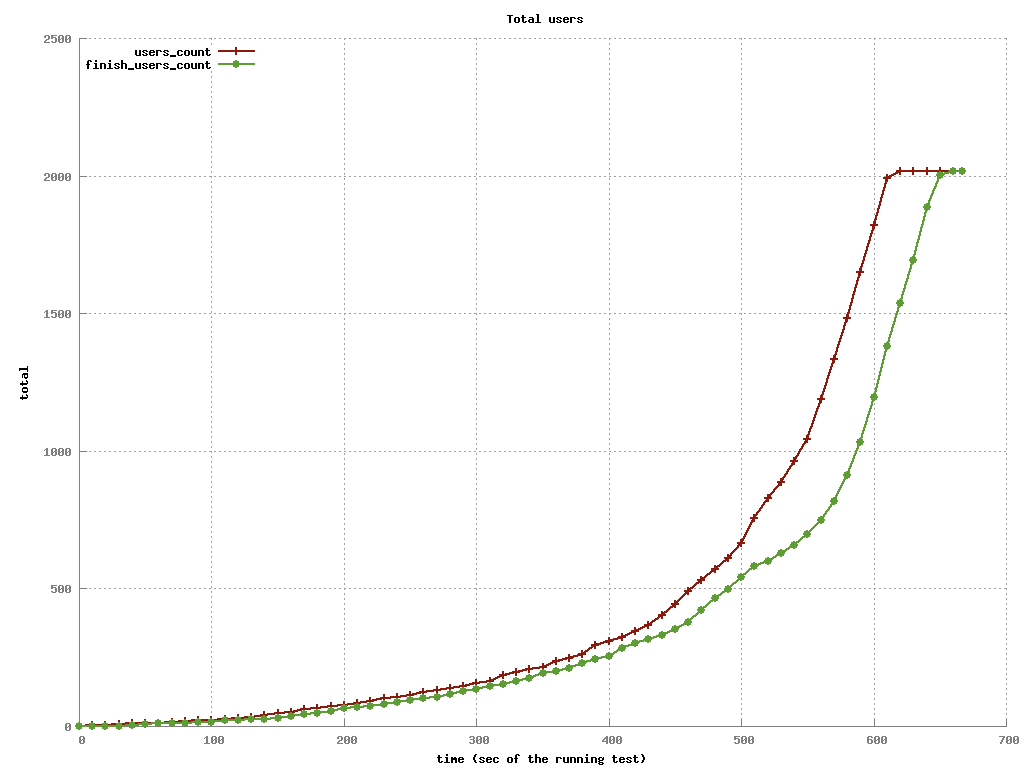 Total users
users_count
finish_users_count
2500
2000
1500
1000
500
0
total
0 100 200 300 400 500 600 700
time (sec of the running test)